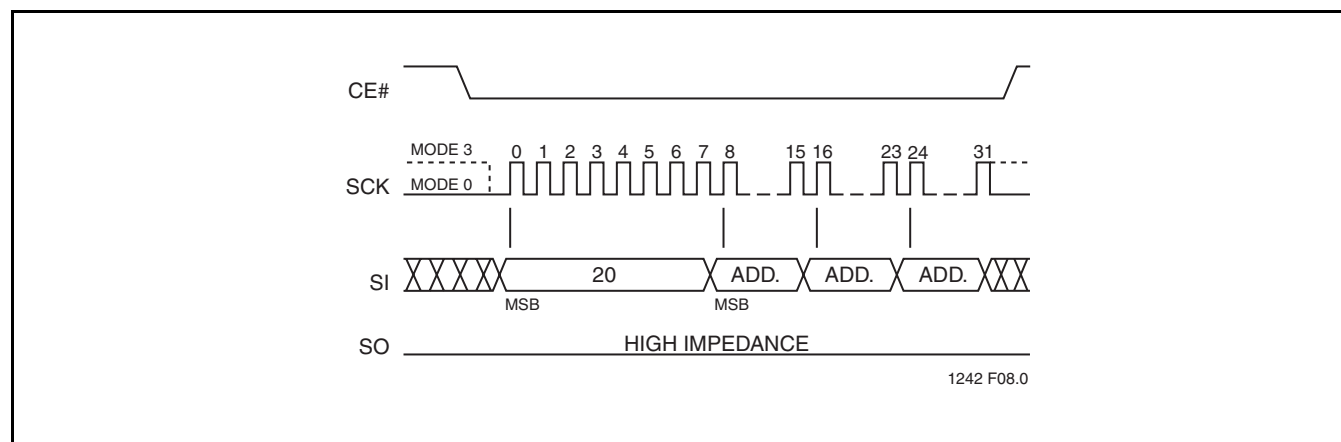 CE#
MODE 3
0 1 2 3 4 5 6 7 8 15 16 23 24 31
SCK
MODE 0
SI
20 ADD. ADD. ADD.
MSB MSB
SO
HIGH IMPEDANCE
1242 F08.0